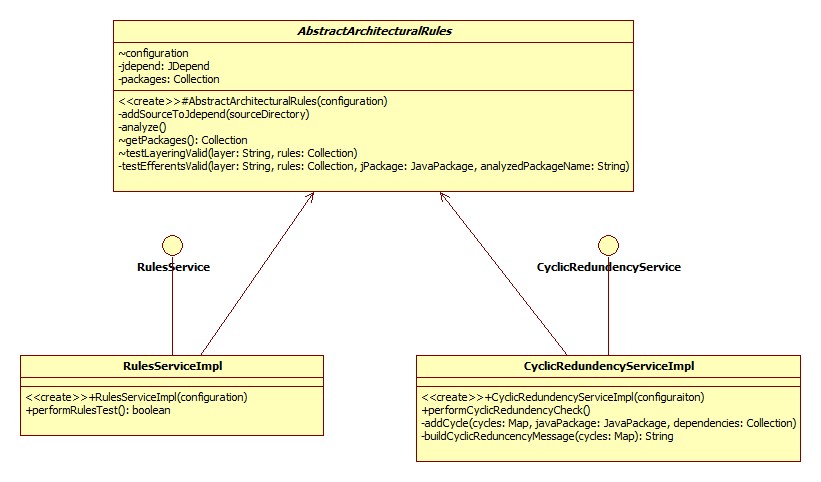 AbstractArchitecturalRules
~configuration
-jdepend: JDepend
-packages: Collection
<<create>>#AbstractArchitecturalRules(configuration)
-addSourceToJdepend(sourceDirectory)
-analyze()
~getPackages(): Collection
~testLayeringValid(layer: String, rules: Collection)
-testEfferentsValid(layer: String, rules: Collection, jPackage: JavaPackage, analyzedPackageName: String)
RulesService
CyclicRedundencyService
RulesServiceImpl
<<create>>+RulesServiceImpl(configuration)
+performRulesTest(): boolean
CyclicRedundencyServiceImpl
<<create>>+CyclicRedundencyServiceImpl(configuraiton)
+performCyclicRedundencyCheck()
-addCycle(cycles: Map, javaPackage: JavaPackage, dependencies: Collection)
-buildCyclicReduncencyMessage(cycles: Map): String